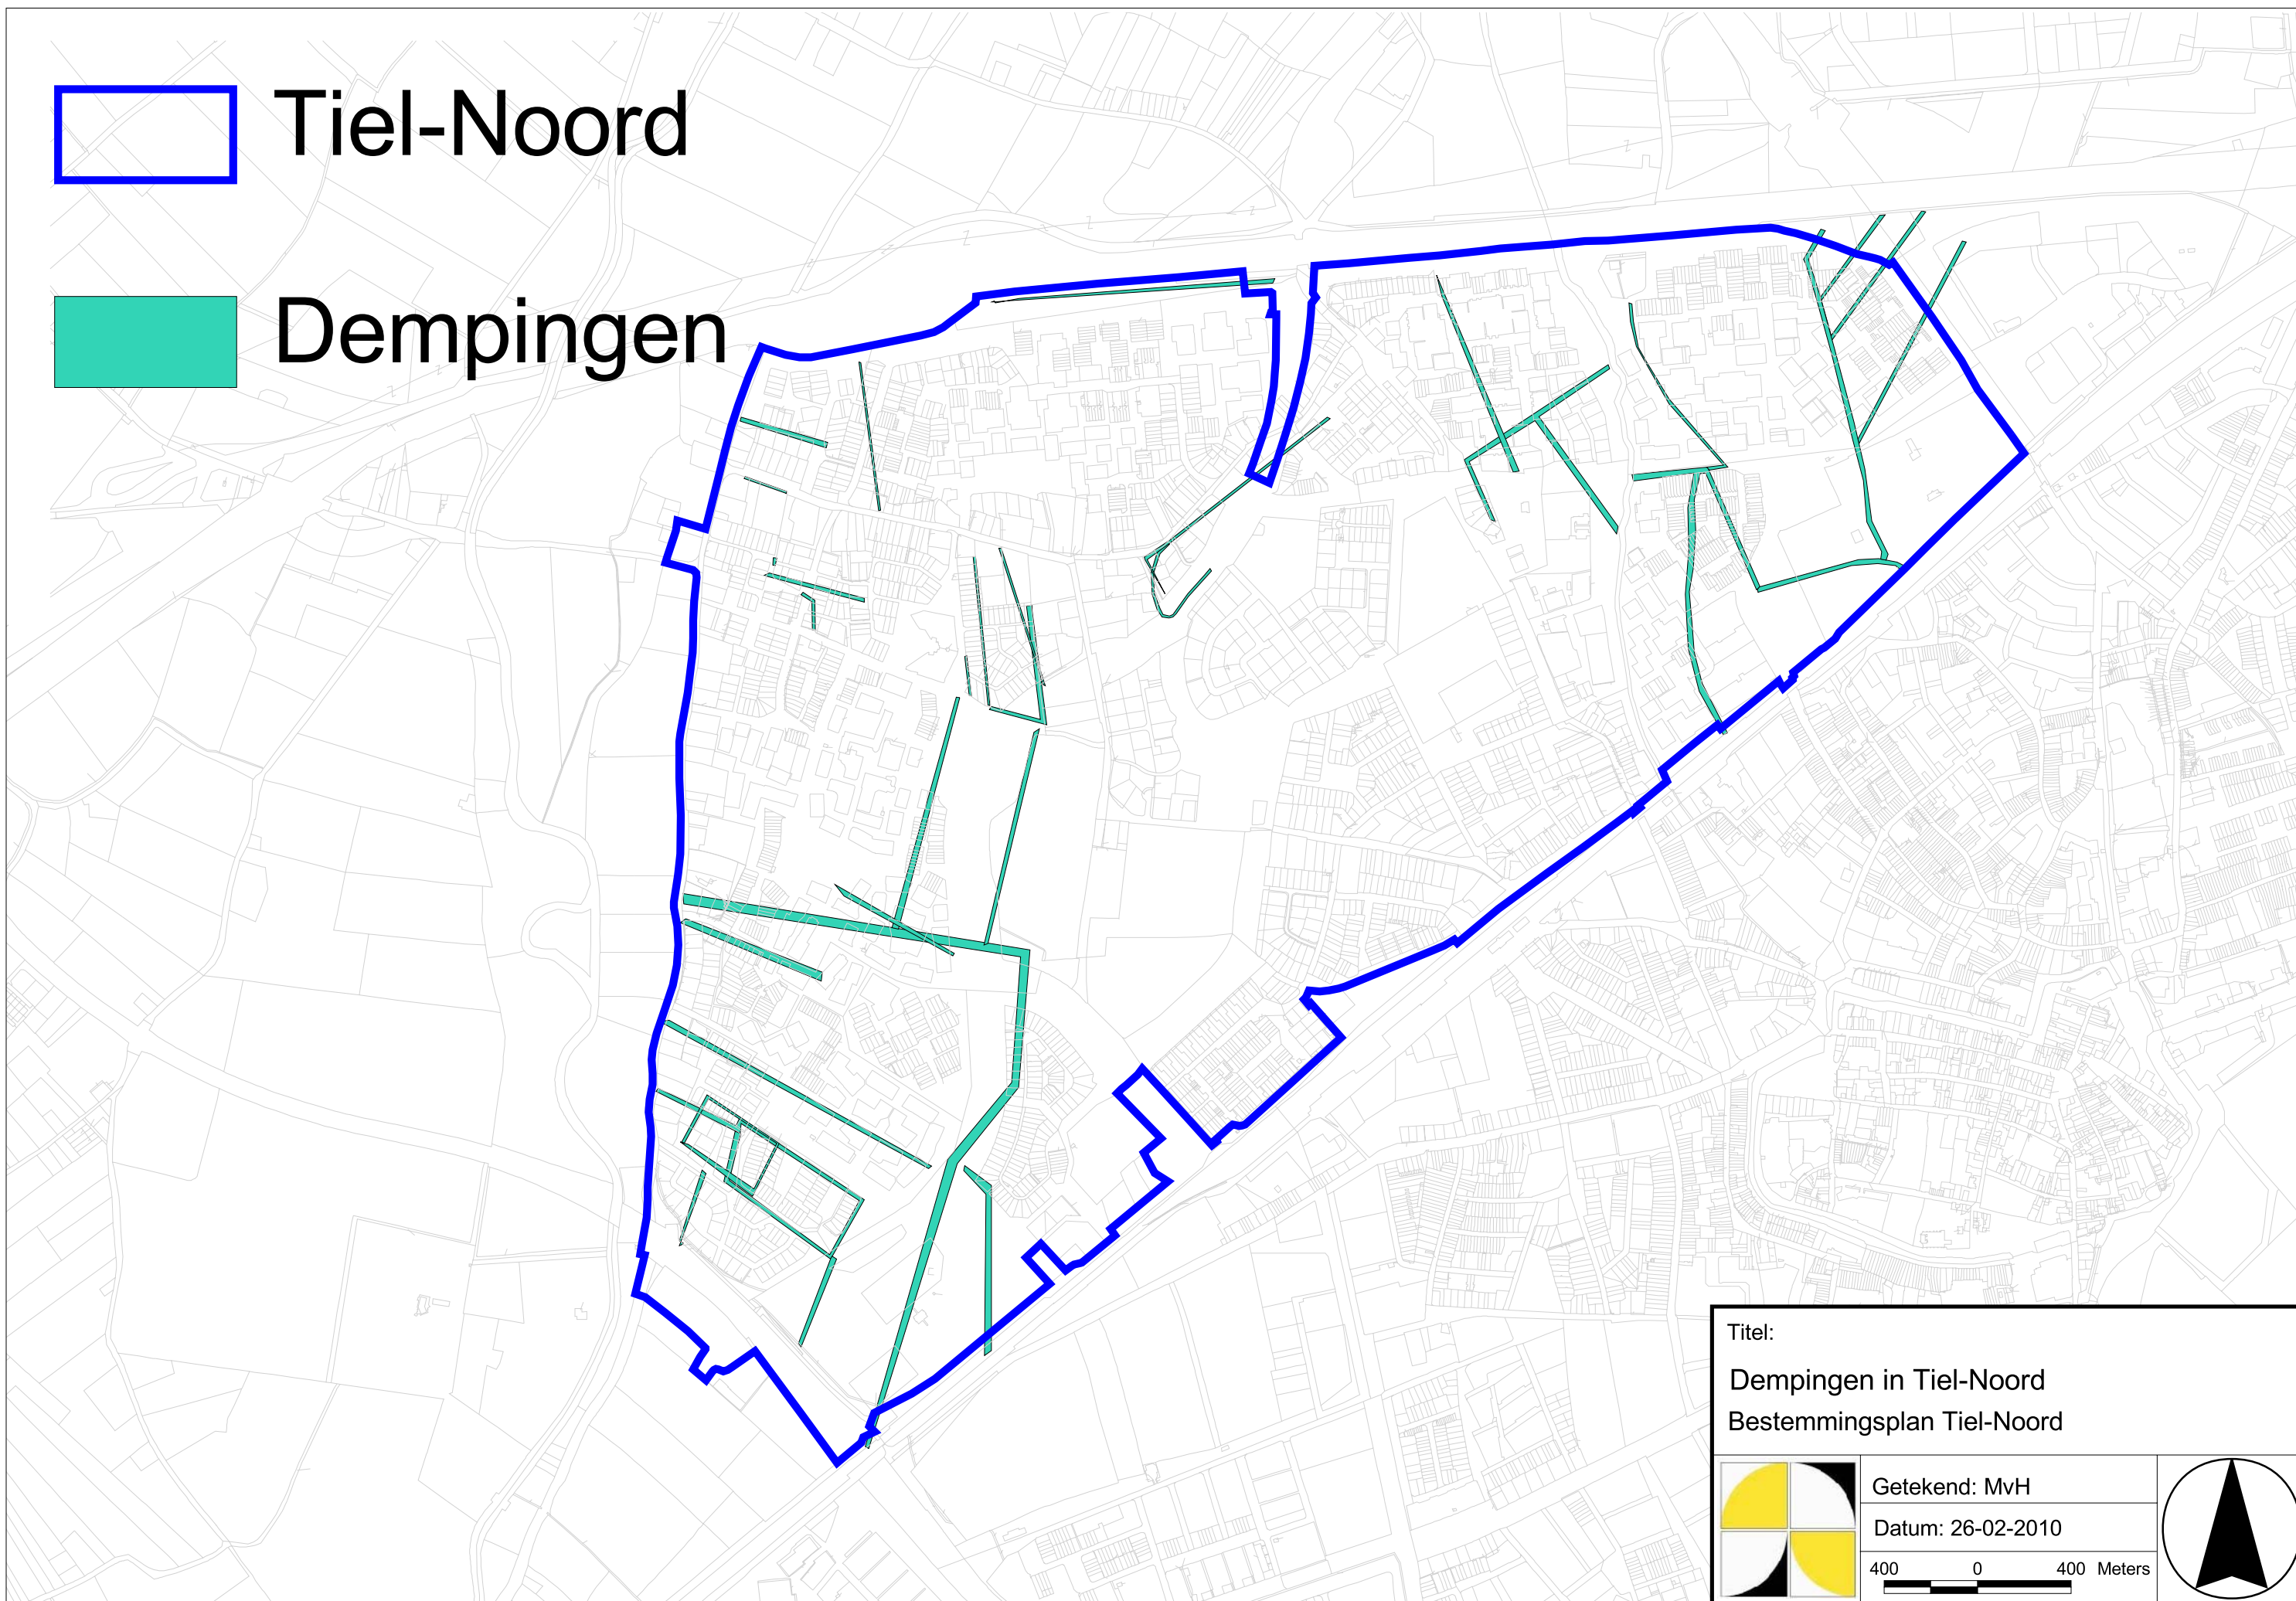 Tiel-Noord
Dempingen
Titel:
Dempingen in Tiel-Noord
Bestemmingsplan Tiel-Noord
Getekend: MvH
Datum: 26-02-2010
400 0 400 Meters